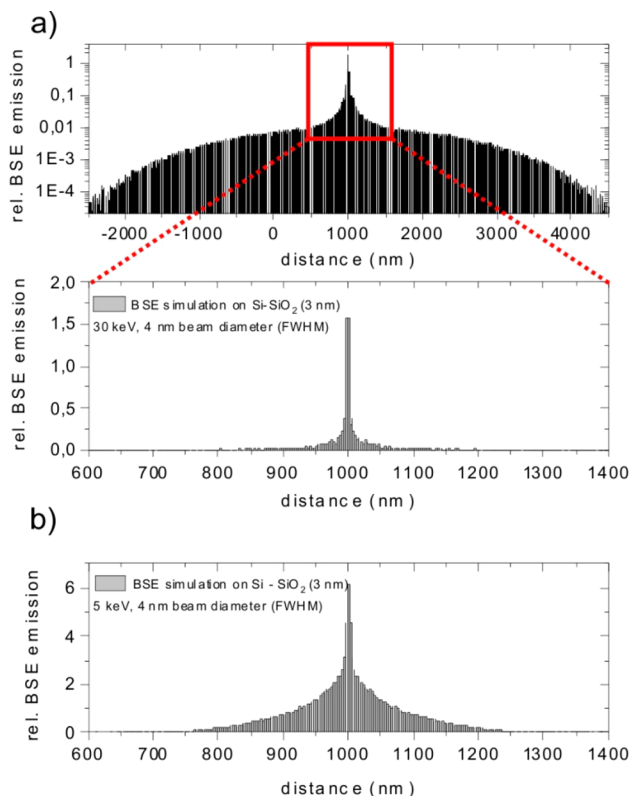 a)
rel. BSE emission
1
0,1
0,01
1E-3
1E-4
-2000 -1000 0 1000 2000 3000 4000
distance (nm)
2,0
1,5
1,0
0,5
0,0
rel. BSE emission
BSE simulation on Si-SiO2 (3 nm)
30 keV, 4 nm beam diameter (FWHM)
600 700 800 900 1000 1100 1200 1300 1400
distance (nm)
b)
rel. BSE emission
6
4
2
0
BSE simulation on Si - SiO2 (3 nm)
5 keV, 4 nm beam diameter (FWHM)
600 700 800 900 1000 1100 1200 1300 1400
distance (nm)